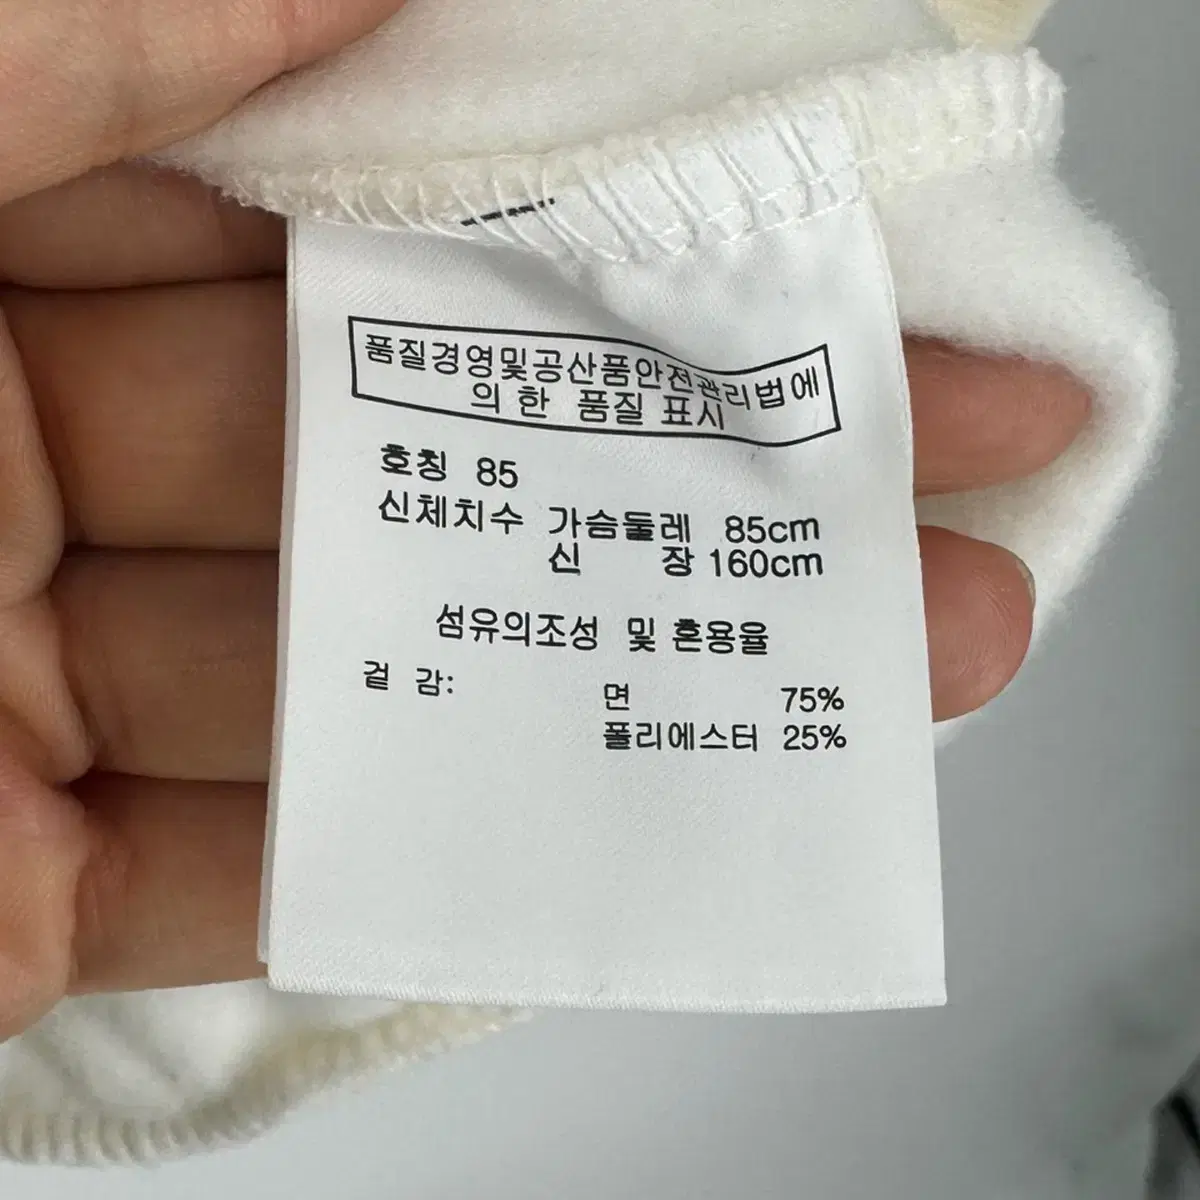 품질경영및공산품안전관리법에
의 한 품질 표시
호칭 85
신체치수 가슴둘레 85cm
신 장 160cm
섬유의조성 및 혼용율
겉 감: 면 75%
폴리에스터 25%